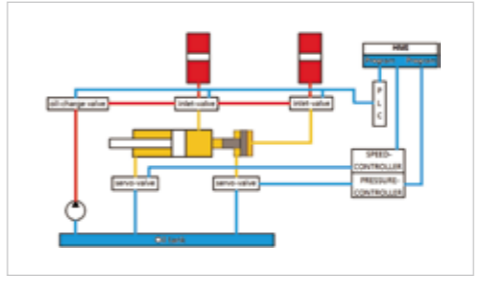 HMI
P
L
C
oil-charge valve
inlet-valve
inlet-valve
SPEED-
CONTROLLER
PRESSURE-
CONTROLLER
servo-valve
servo-valve